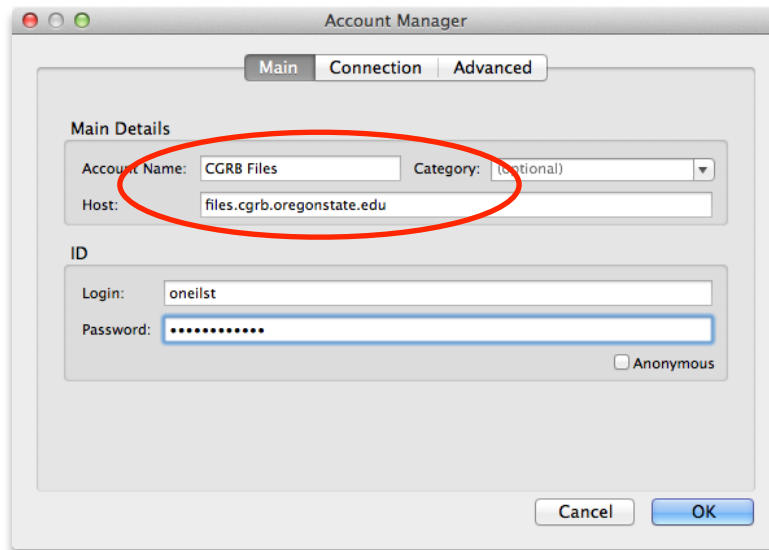 Account Manager
Main Connection Advanced
Main Details
Account Name: CGRB Files Category: (optional)
Host: files.cgrb.oregonstate.edu
ID
Login: oneilst
Password: ••••••••••••
Anonymous
Cancel OK